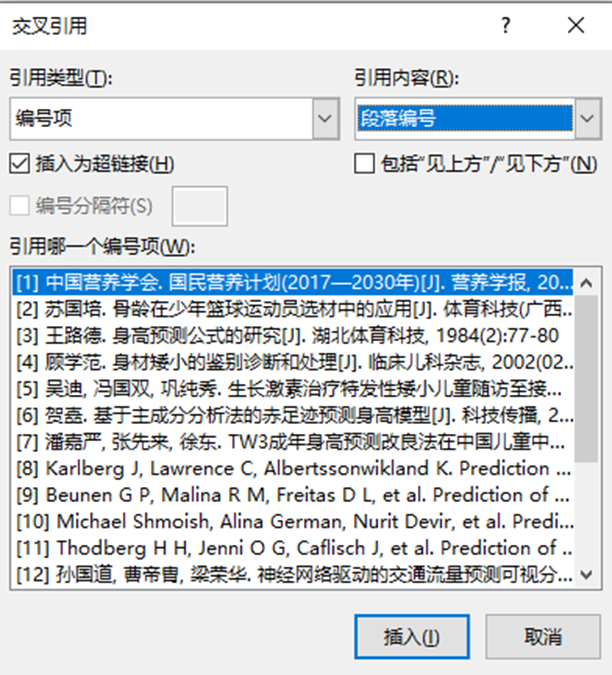 交叉引用
引用类型(T): 引用内容(R):
编号项 段落编号
插入为超链接(H) 包括“见上方”/“见下方”(N)
编号分隔符(S)
引用哪一个编号项(W):
[1] 中国营养学会. 国民营养计划(2017—2030年)[J]. 营养学报, 20...
[2] 苏国培. 骨龄在少年篮球运动员选材中的应用[J]. 体育科技(广西...
[3] 王路德. 身高预测公式的研究[J]. 湖北体育科技, 1984(2):77-80
[4] 顾学范. 身材矮小的鉴别诊断和处理[J]. 临床儿科杂志, 2002(02...
[5] 吴迪, 冯国双, 巩纯秀. 生长激素治疗特发性矮小儿童随访至接...
[6] 贺鑫. 基于主成分分析法的赤足迹预测身高模型[J]. 科技传播, 2...
[7] 潘嘉严, 张先来, 徐东. TW3成年身高预测改良法在中国儿童中...
[8] Karlberg J, Lawrence C, Albertssonwikland K. Prediction ...
[9] Beunen G P, Malina R M, Freitas D L, et al. Prediction of ...
[10] Michael Shmoish, Alina German, Nurit Devir, et al. Predi...
[11] Thodberg H H, Jenni O G, Caflisch J, et al. Prediction of ..
[12] 孙国道, 曹帝胄, 梁荣华. 神经网络驱动的交通流量预测可视分...
插入(I) 取消